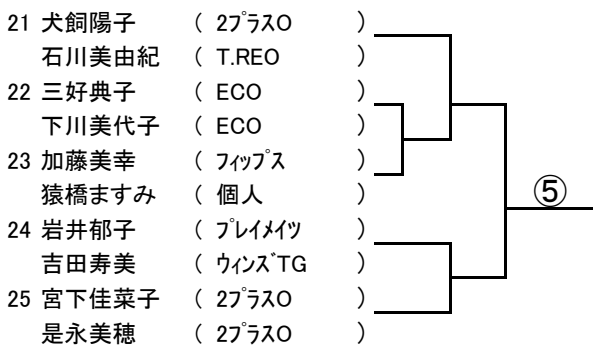 21 犬飼陽子 ( 2プラスO )
石川美由紀 ( T.REO )
22 三好典子 ( ECO )
下川美代子 ( ECO )
23 加藤美幸 ( フィップス )
猿橋ますみ ( 個人 )
⑤
24 岩井郁子 ( プレイメイツ )
吉田寿美 ( ウィンズTG )
25 宮下佳菜子 ( 2プラスO )
是永美穂 ( 2プラスO )